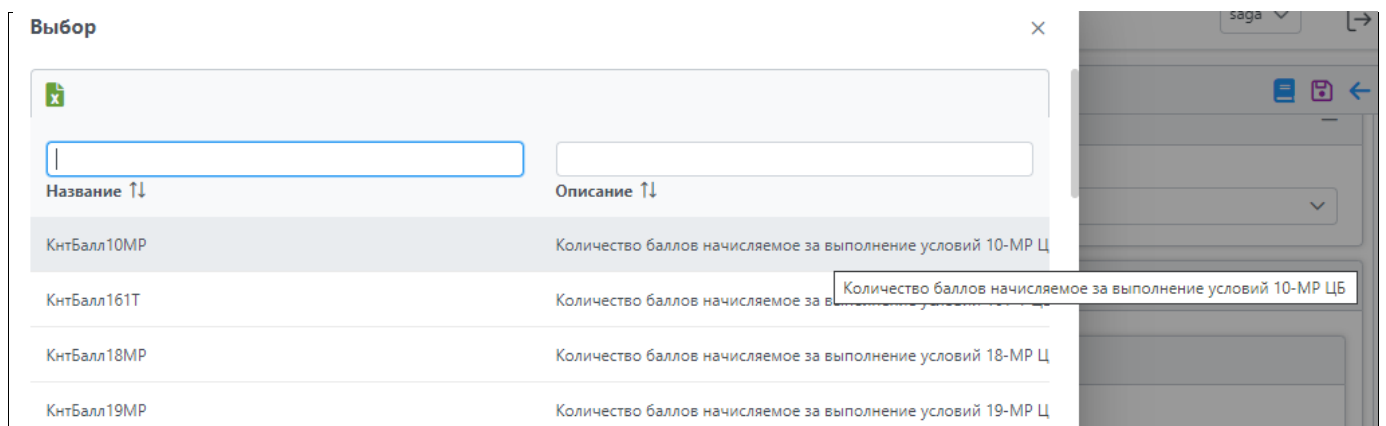 Выбор
saga
Название
Описание
КнтБалл10МР
Количество баллов начисляемое за выполнение условий 10-МР Ц
Количество баллов начисляемое за выполнение условий 10-МР ЦБ
КнтБалл161Т
Количество баллов начисляемое за в
КнтБалл18МР
Количество баллов начисляемое за выполнение условий 18-МР Ц
КнтБалл19МР
Количество баллов начисляемое за выполнение условий 19-МР Ц